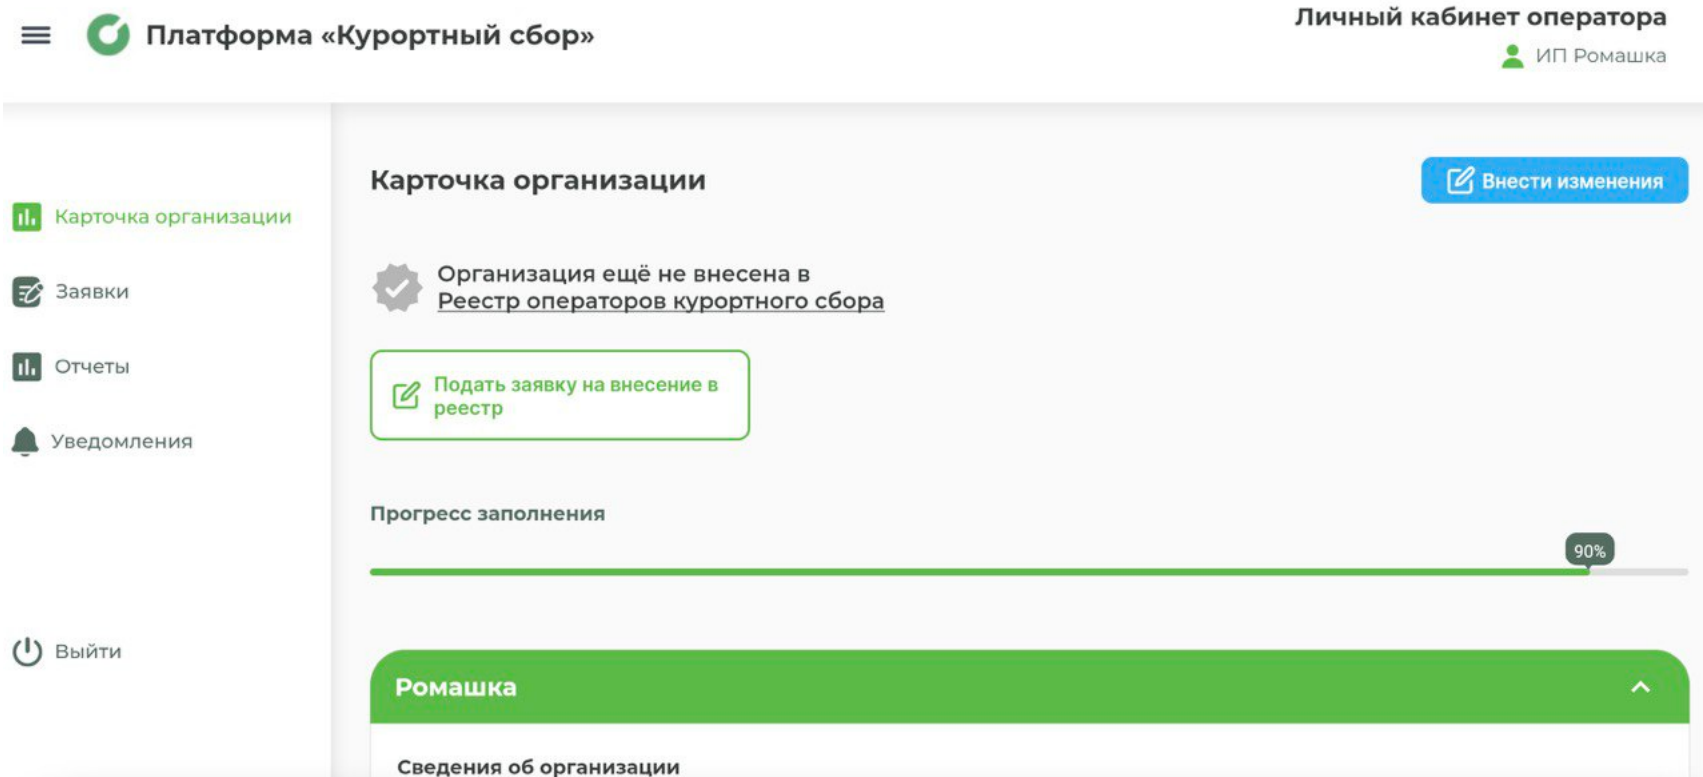 Платформа «Курортный сбор»
Личный кабинет оператора
ИП Ромашка
Карточка организации
Заявки
Отчеты
Уведомления
Выйти
Карточка организации
Внести изменения
Организация ещё не внесена в
Реестр операторов курортного сбора
Подать заявку на внесение в
реестр
Прогресс заполнения
90%
Ромашка
Сведения об организации